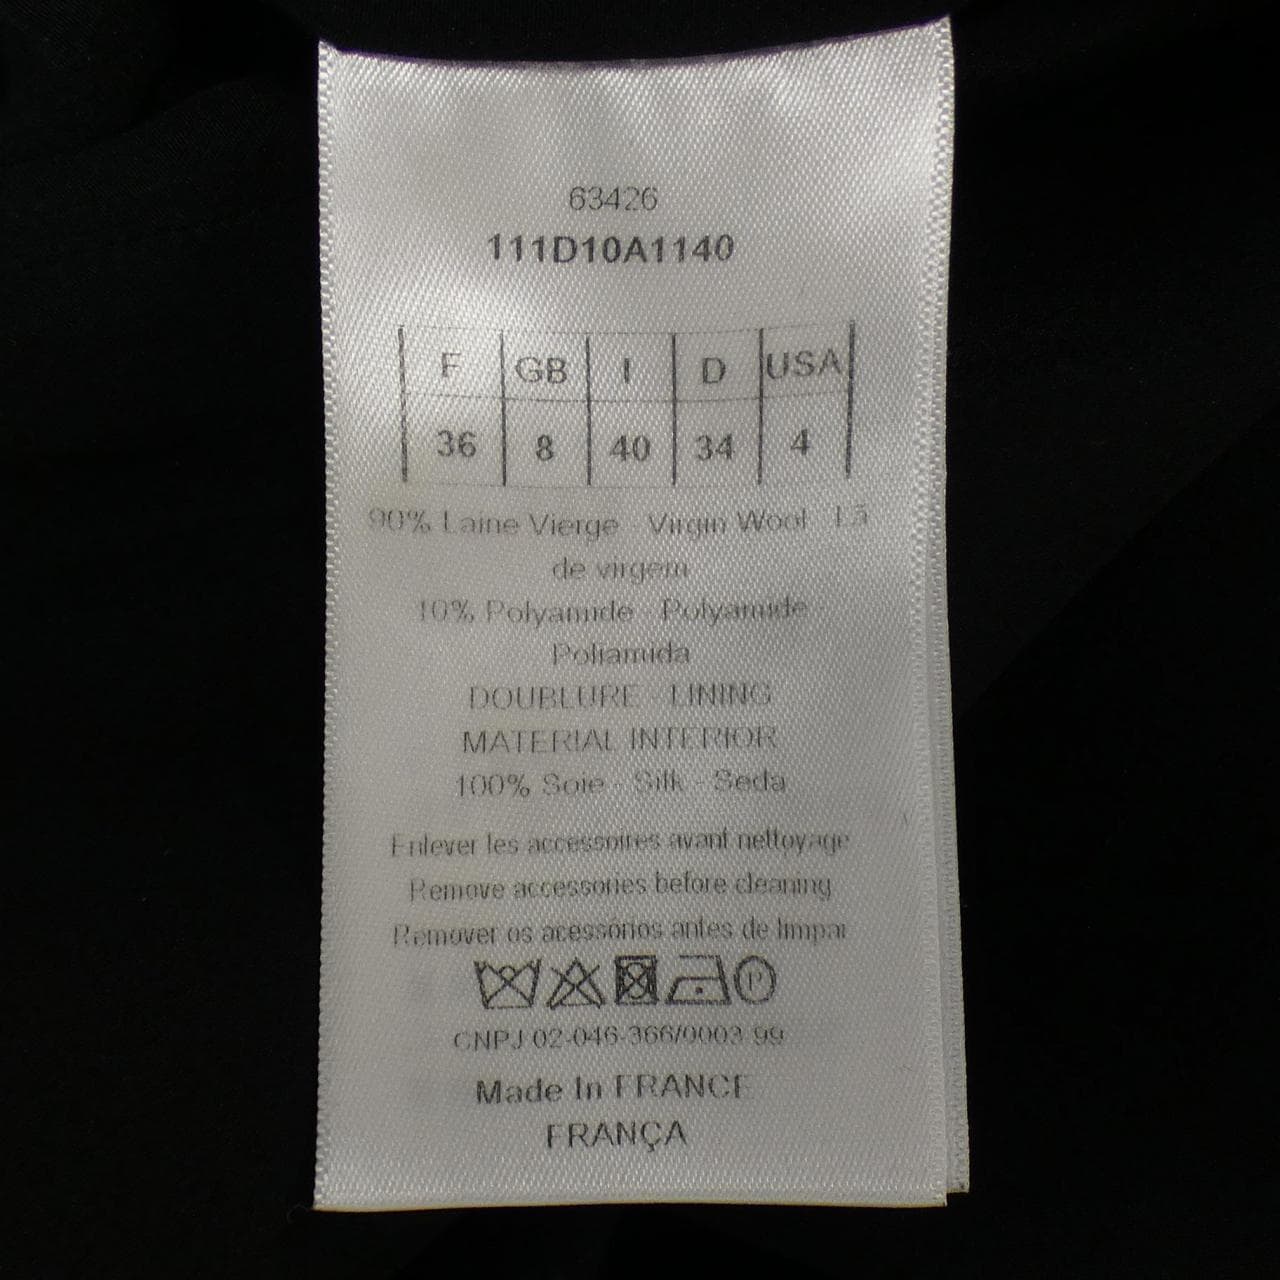 63426
111D10A1140
F GB I D USA
36 8 40 34 4
90% Laine Vierge - Virgin Wool - Lã
de virgem
10% Polyamide - Polyamide -
Poliamida
DOUBLURE - LINING
MATERIAL INTERIOR
100% Soie - Silk - Seda
Enlever les accessoires avant nettoyage
Remove accessories before cleaning
Remover os acessórios antes de limpar
P
CNPJ 02-046-366/0003-99
Made In FRANCE
FRANÇA